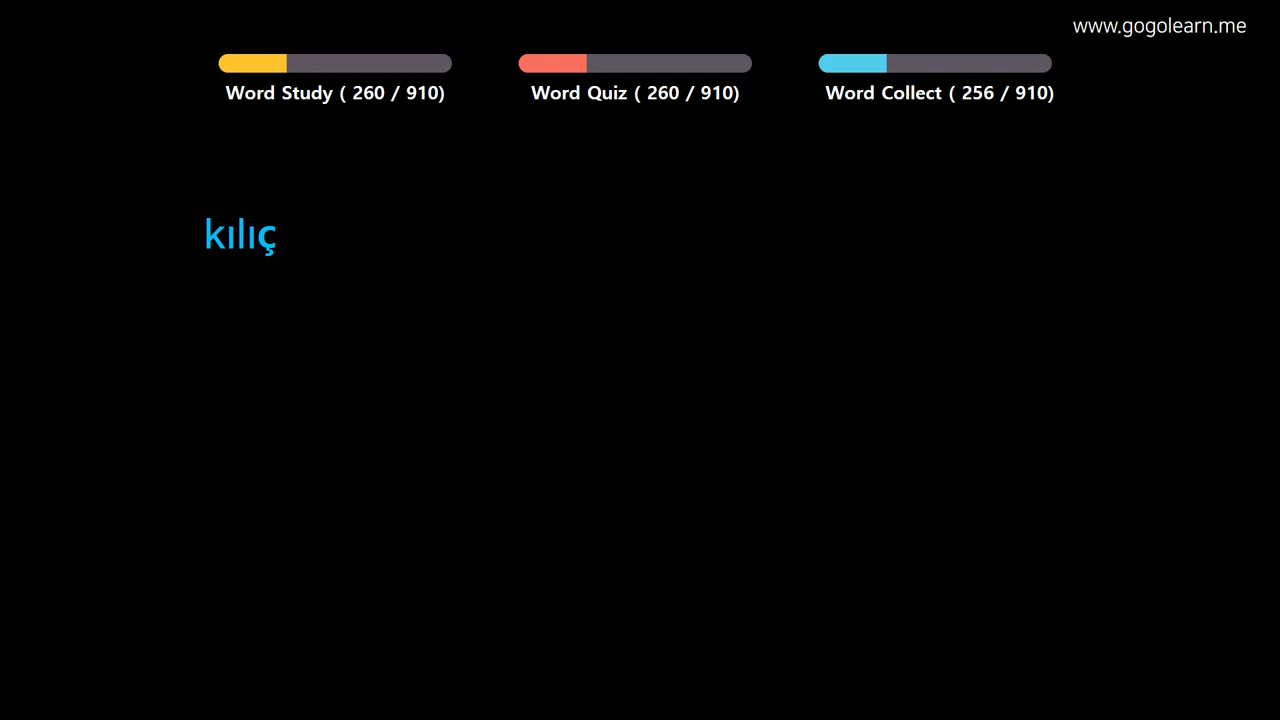 www.gogolearn.me
Word Study ( 260 / 910)
Word Quiz ( 260 / 910)
Word Collect ( 256 / 910)
kılıç